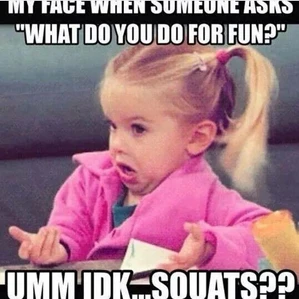 MY FACE WHEN SOMEONE ASKS
"WHAT DO YOU DO FOR FUN?"
UMM IDK...SQUATS??